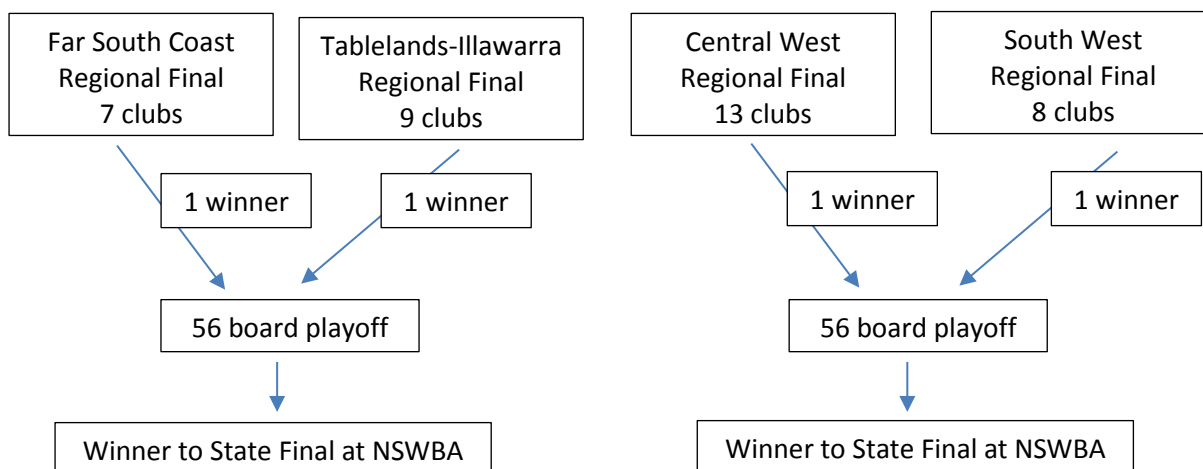 Far South Coast
Regional Final
7 clubs
Tablelands-Illawarra
Regional Final
9 clubs
1 winner
1 winner
56 board playoff
Winner to State Final at NSWBA
Central West
Regional Final
13 clubs
South West
Regional Final
8 clubs
1 winner
1 winner
56 board playoff
Winner to State Final at NSWBA